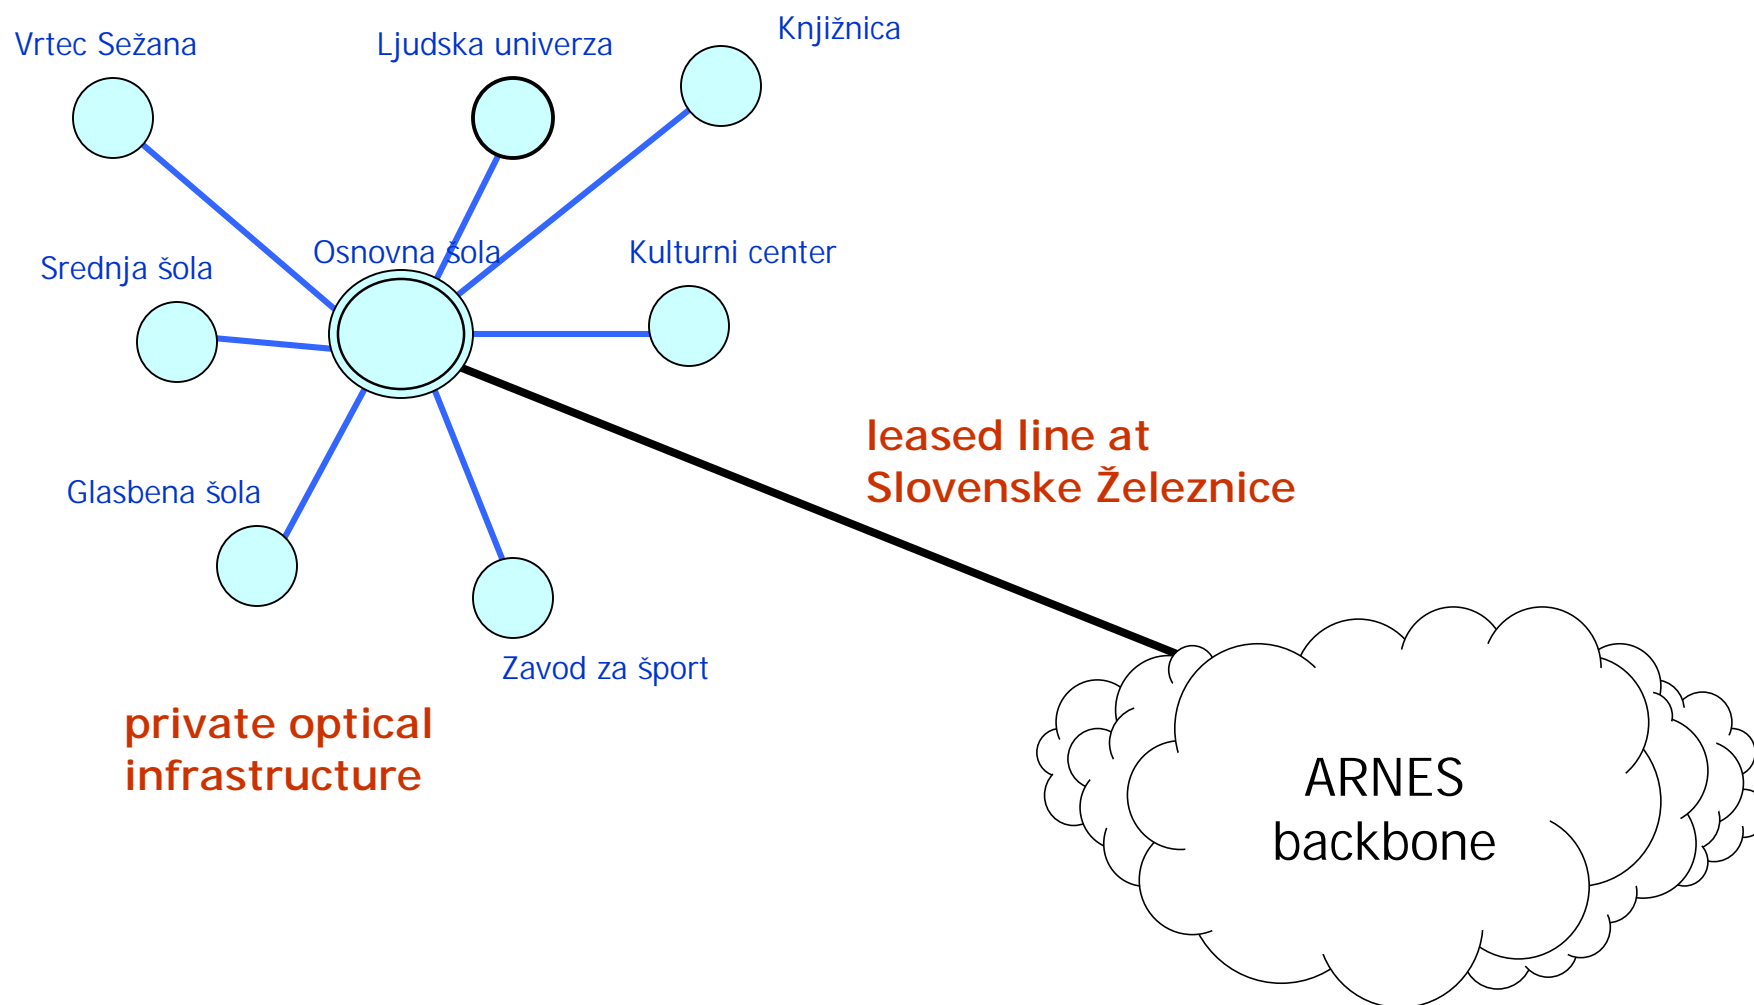 Knjižnica
Vrtec Sežana
Ljudska univerza
Osnovna šola
Kulturni center
Srednja šola
leased line at
Slovenske Železnice
Glasbena šola
Zavod za šport
private optical
infrastructure
ARNES
backbone